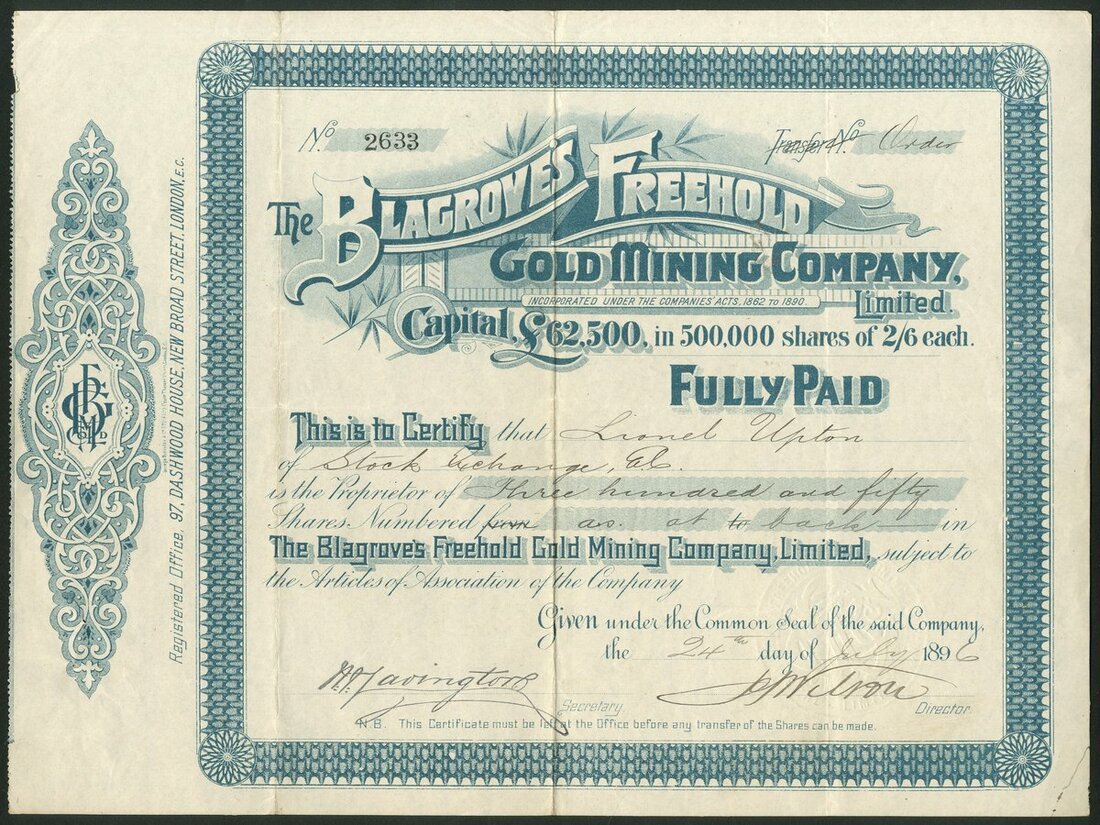 No 2633
Transfer No Order
The Blagrove's Freehold
Gold Mining Company,
Limited.
INCORPORATED UNDER THE COMPANIES' ACTS, 1862 TO 1890.
Capital, £62,500, in 500,000 shares of 2/6 each.
Fully Paid
This is to Certify that Lionel Upton
of Stock Exchange, E.C.
is the Proprietor of Three hundred and fifty
Shares Numbered from as at to back in
The Blagrove's Freehold Gold Mining Company, Limited, subject to
the Articles of Association of the Company
Given under the Common Seal of the said Company,
the 24th day of July 1896
Secretary.
Wilson
Director.
N.B. This Certificate must be left at the Office before any transfer of the Shares can be made.
Registered Office. 97, DASHWOOD HOUSE, NEW BROAD STREET, LONDON, E.C.